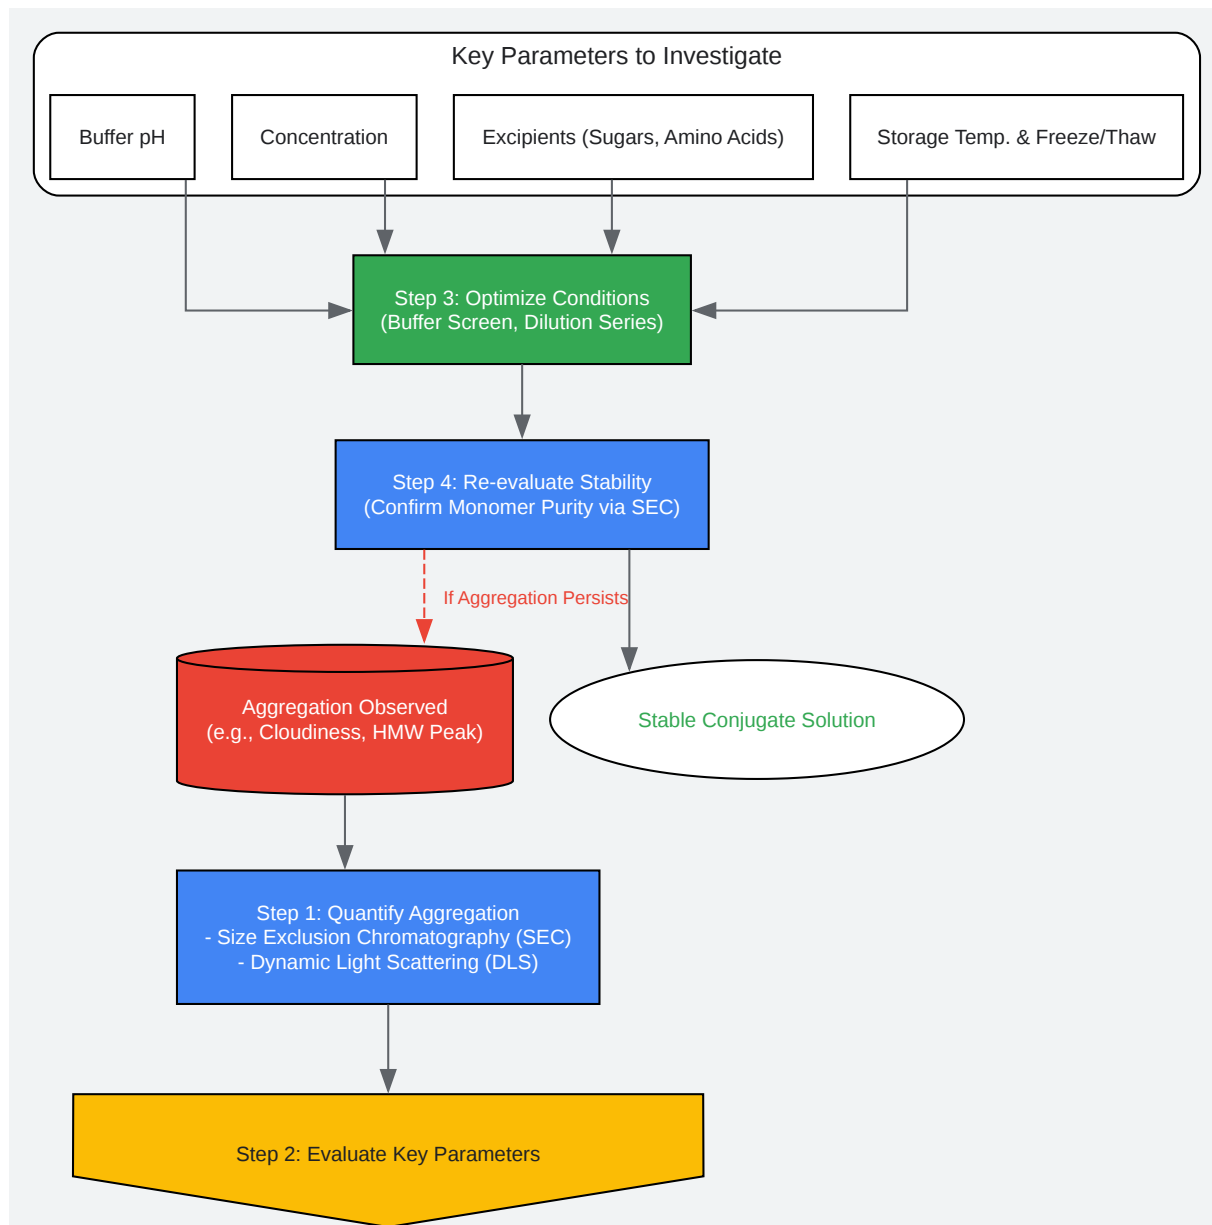 Key Parameters to Investigate
Buffer pH
Concentration
Excipients (Sugars, Amino Acids)
Storage Temp. & Freeze/Thaw
Step 3: Optimize Conditions
(Buffer Screen, Dilution Series)
Step 4: Re-evaluate Stability
(Confirm Monomer Purity via SEC)
If Aggregation Persists
Aggregation Observed
(e.g., Cloudiness, HMW Peak)
Stable Conjugate Solution
Step 1: Quantify Aggregation
- Size Exclusion Chromatography (SEC)
- Dynamic Light Scattering (DLS)
Step 2: Evaluate Key Parameters